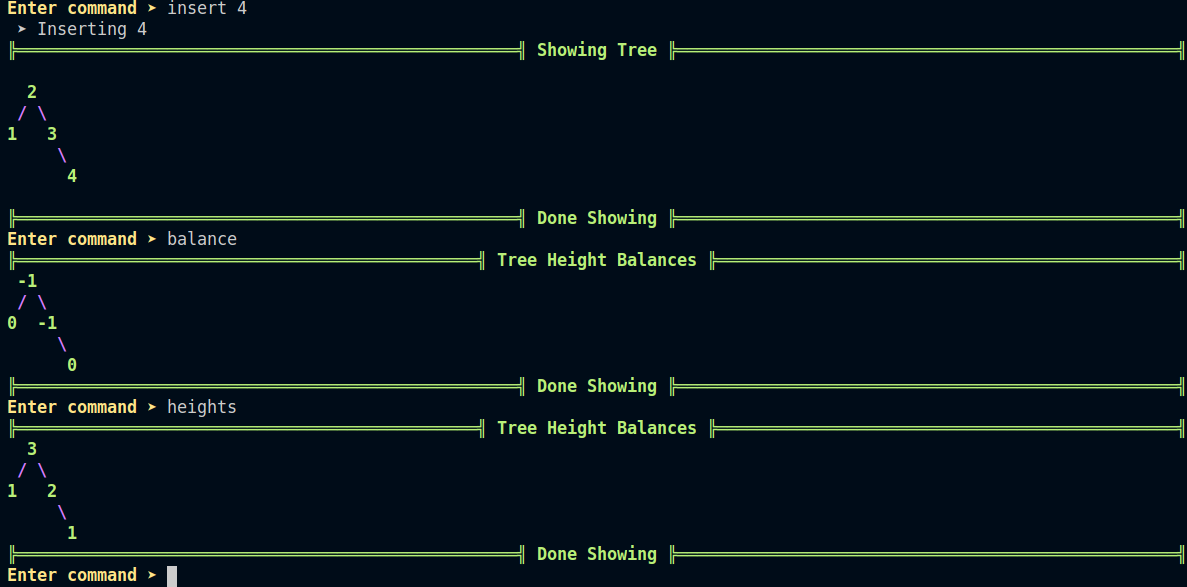 Enter command ➤ insert 4
 ➤ Inserting 4
╠══════════════════════════════════════════════════╣ Showing Tree ╠══════════════════════════════════════════════════╣

  2
 / \
1   3
     \
      4

╠══════════════════════════════════════════════════╣ Done Showing ╠══════════════════════════════════════════════════╣
Enter command ➤ balance
╠══════════════════════════════════════════════╣ Tree Height Balances ╠══════════════════════════════════════════════╣
 -1
 / \
0  -1
     \
      0
╠══════════════════════════════════════════════════╣ Done Showing ╠══════════════════════════════════════════════════╣
Enter command ➤ heights
╠══════════════════════════════════════════════╣ Tree Height Balances ╠══════════════════════════════════════════════╣
  3
 / \
1   2
     \
      1
╠══════════════════════════════════════════════════╣ Done Showing ╠══════════════════════════════════════════════════╣
Enter command ➤